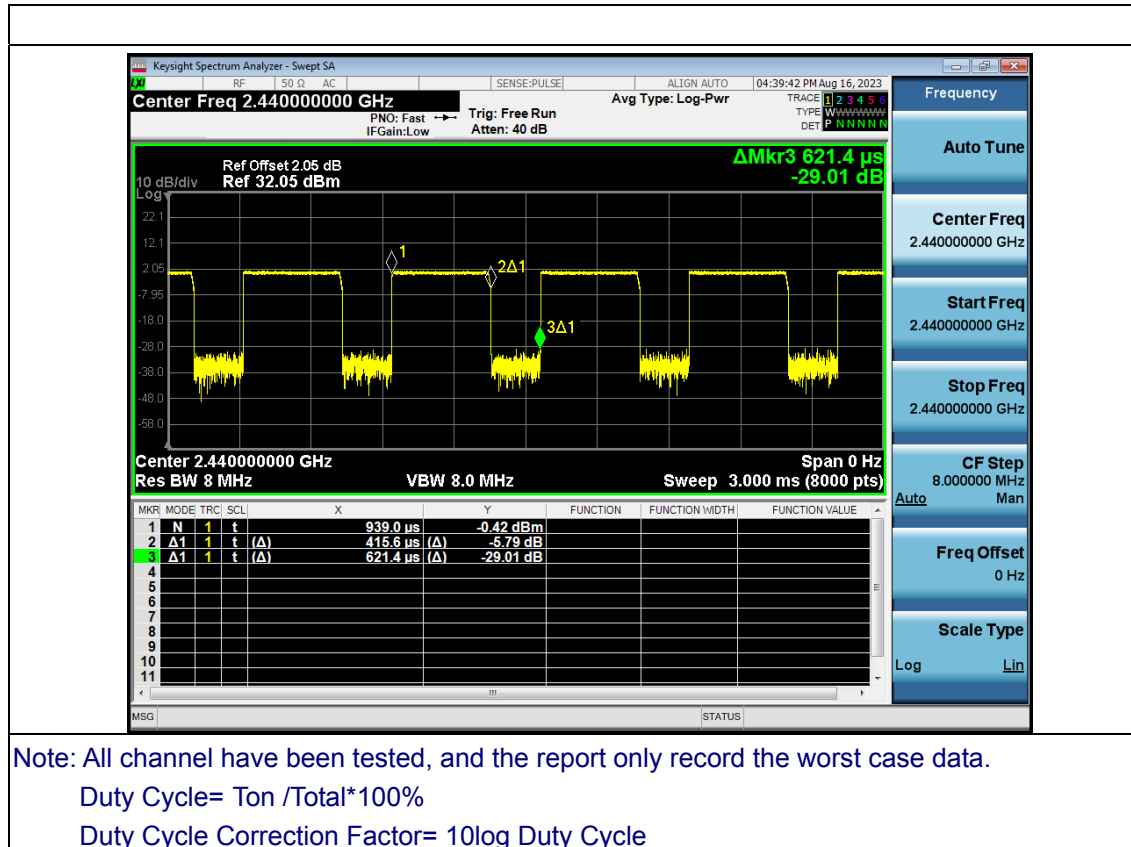 Keysight Spectrum Analyzer - Swept SA
LXI RF 50 Ω AC SENSE:PULSE ALIGN AUTO 04:39:42 PM Aug 16, 2023
Center Freq 2.440000000 GHz
PNO: Fast
IFGain:Low
Trig: Free Run
Atten: 40 dB
Avg Type: Log-Pwr
TRACE 1 2 3 4 5 6
TYPE W W W W W W
DET P N N N N N
Ref Offset 2.05 dB
10 dB/div Ref 32.05 dBm
Log
ΔMkr3 621.4 µs
-29.01 dB
22.1
12.1
2.05
-7.95
-18.0
-28.0
-38.0
-48.0
-58.0
1
2Δ1
3Δ1
Center 2.440000000 GHz Span 0 Hz
Res BW 8 MHz VBW 8.0 MHz Sweep 3.000 ms (8000 pts)
MKR MODE TRC SCL X Y FUNCTION FUNCTION WIDTH FUNCTION VALUE
1 N 1 t 939.0 µs -0.42 dBm
2 Δ1 1 t (Δ) 415.6 µs (Δ) -5.79 dB
3 Δ1 1 t (Δ) 621.4 µs (Δ) -29.01 dB
4
5
6
7
8
9
10
11
MSG STATUS
Frequency
Auto Tune
Center Freq
2.440000000 GHz
Start Freq
2.440000000 GHz
Stop Freq
2.440000000 GHz
CF Step
8.000000 MHz
Auto Man
Freq Offset
0 Hz
Scale Type
Log Lin
Note: All channel have been tested, and the report only record the worst case data.
Duty Cycle= Ton /Total*100%
Duty Cycle Correction Factor= 10log Duty Cycle